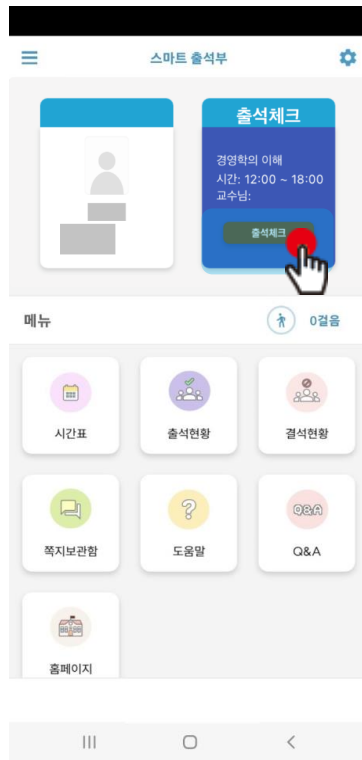 스마트 출석부
출석체크
경영학의 이해
시간: 12:00 ~ 18:00
교수님:
출석체크
메뉴
0걸음
시간표
출석현황
결석현황
쪽지보관함
도움말
Q&A
Q&A
홈페이지